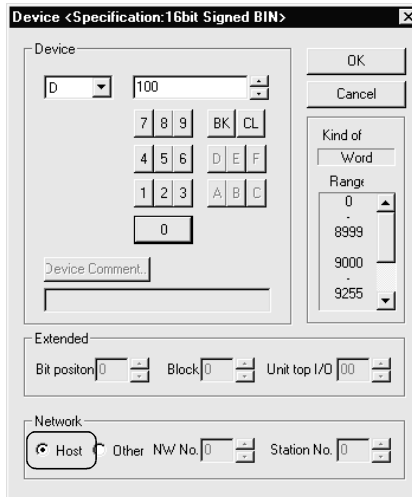 Device <Specification:16bit Signed BIN>
Device
D 100
OK
Cancel
7 8 9 BK CL
4 5 6 D E F
1 2 3 A B C
0
Kind of
Word
Range
0
-
8999
9000
-
9255
Device Comment..
Extended
Bit positon 0 Block 0 Unit top I/O 00
Network
Host Other NW No. 0 Station No. 0